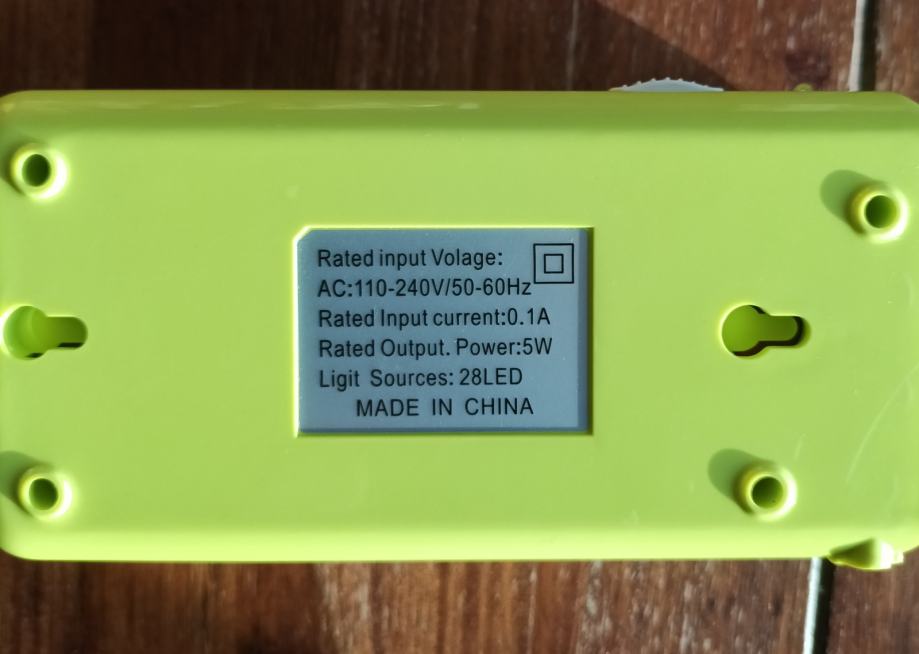 Rated input Volage:
AC:110-240V/50-60Hz
Rated Input current:0.1A
Rated Output. Power:5W
Ligit Sources: 28LED
MADE IN CHINA